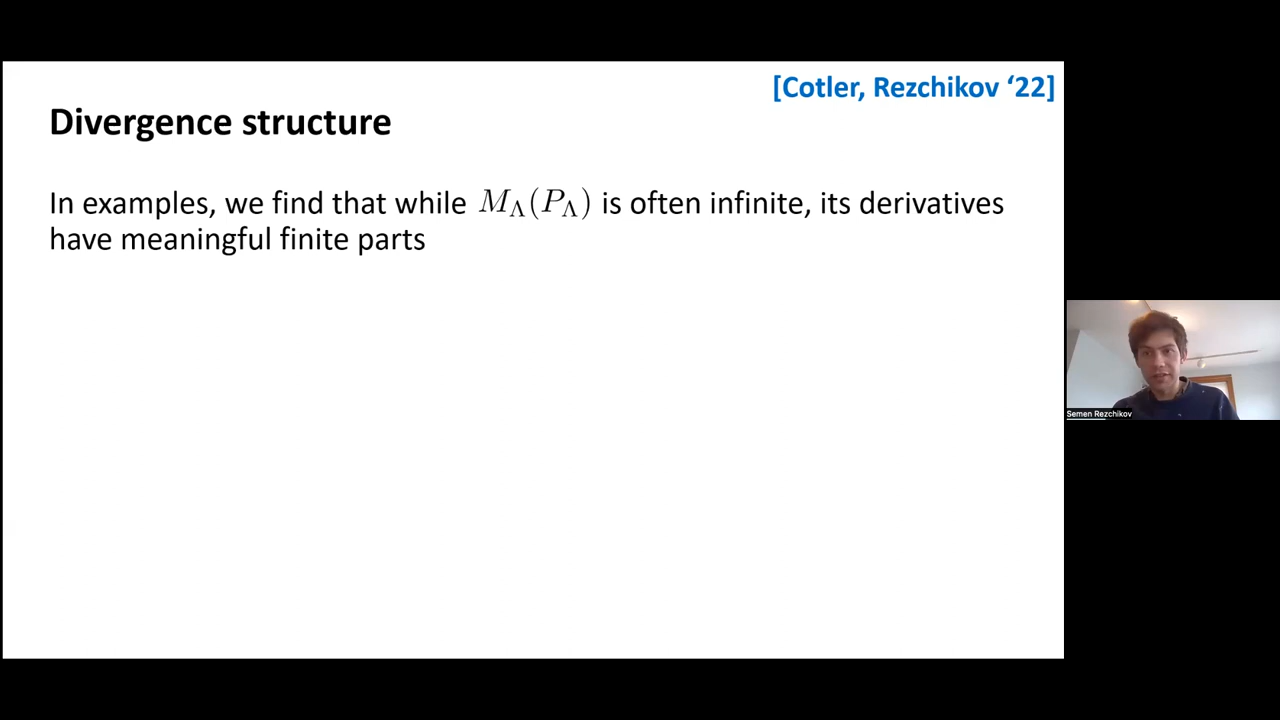 [Cotler, Rezchikov ‘22]
Divergence structure
In examples, we find that while M_Λ(P_Λ) is often infinite, its derivatives
have meaningful finite parts
Semen Rezchikov